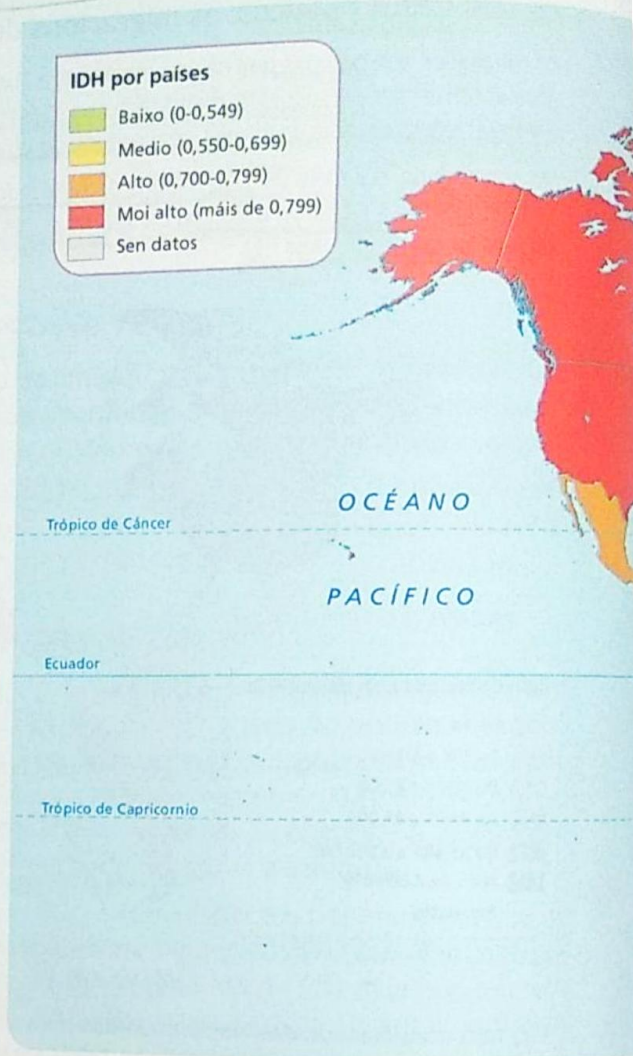 IDH por países
Baixo (0-0,549)
Medio (0,550-0,699)
Alto (0,700-0,799)
Moi alto (máis de 0,799)
Sen datos
OCÉANO
Trópico de Cáncer
PACÍFICO
Ecuador
Trópico de Capricornio